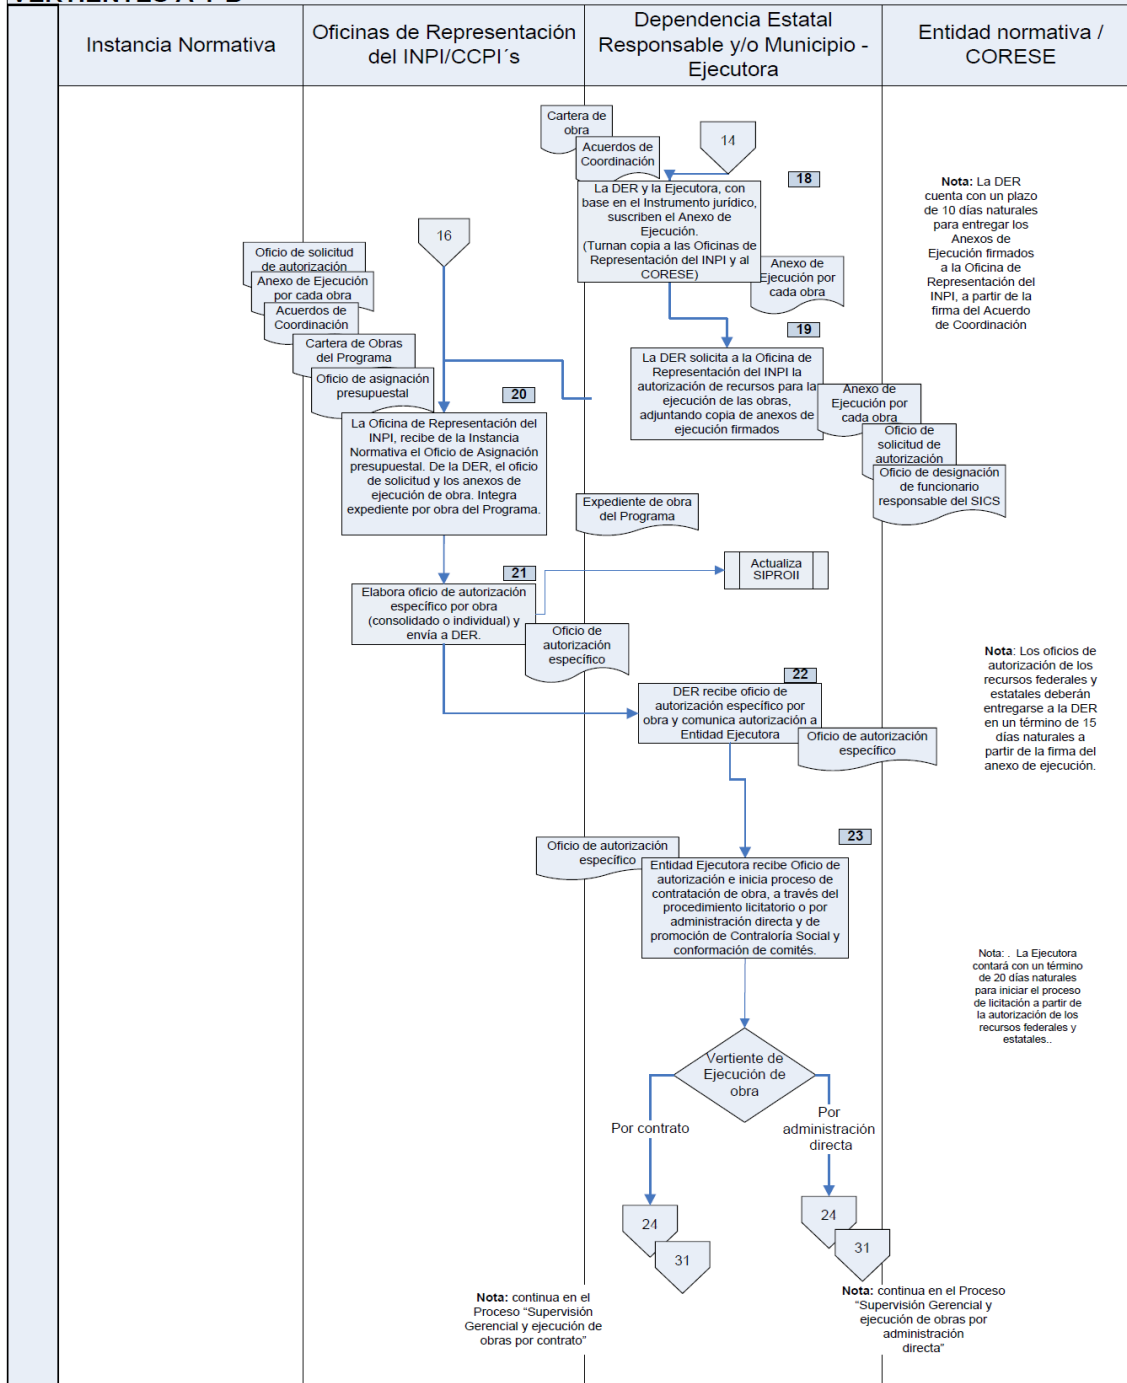 VERTIENTES A Y B
Instancia Normativa
Oficinas de Representación
del INPI/CCPI´s
Dependencia Estatal
Responsable y/o Municipio -
Ejecutora
Entidad normativa /
CORESE
Cartera de
obra
Acuerdos de
Coordinación
14
18
La DER y la Ejecutora, con
base en el Instrumento jurídico,
suscriben el Anexo de
Ejecución.
(Turnan copia a las Oficinas de
Representación del INPI y al
CORESE)
Anexo de
Ejecución por
cada obra
Nota: La DER
cuenta con un plazo
de 10 días naturales
para entregar los
Anexos de
Ejecución firmados
a la Oficina de
Representación del
INPI, a partir de la
firma del Acuerdo
de Coordinación
16
Oficio de solicitud
de autorización
Anexo de Ejecución
por cada obra
Acuerdos de
Coordinación
Cartera de Obras
del Programa
Oficio de asignación
presupuestal
19
La DER solicita a la Oficina de
Representación del INPI la
autorización de recursos para la
ejecución de las obras,
adjuntando copia de anexos de
ejecución firmados
Anexo de
Ejecución por
cada obra
Oficio de
solicitud de
autorización
Oficio de designación
de funcionario
responsable del SICS
20
La Oficina de Representación del
INPI, recibe de la Instancia
Normativa el Oficio de Asignación
presupuestal. De la DER, el oficio
de solicitud y los anexos de
ejecución de obra. Integra
expediente por obra del Programa.
Expediente de obra
del Programa
21
Elabora oficio de autorización
específico por obra
(consolidado o individual) y
envía a DER.
Oficio de
autorización
específico
Actualiza
SIPROII
22
DER recibe oficio de
autorización específico por
obra y comunica autorización a
Entidad Ejecutora
Oficio de autorización
específico
Nota: Los oficios de
autorización de los
recursos federales y
estatales deberán
entregarse a la DER
en un término de 15
días naturales a
partir de la firma del
anexo de ejecución.
23
Oficio de autorización
específico
Entidad Ejecutora recibe Oficio de
autorización e inicia proceso de
contratación de obra, a través del
procedimiento licitatorio o por
administración directa y de
promoción de Contraloría Social y
conformación de comités.
Nota: . La Ejecutora
contará con un término
de 20 días naturales
para iniciar el proceso
de licitación a partir de
la autorización de los
recursos federales y
estatales..
Vertiente de
Ejecución de
obra
Por contrato
Por
administración
directa
24
31
24
31
Nota: continua en el
Proceso “Supervisión
Gerencial y ejecución de
obras por contrato”
Nota: continua en el Proceso
“Supervisión Gerencial y
ejecución de obras por
administración
directa”